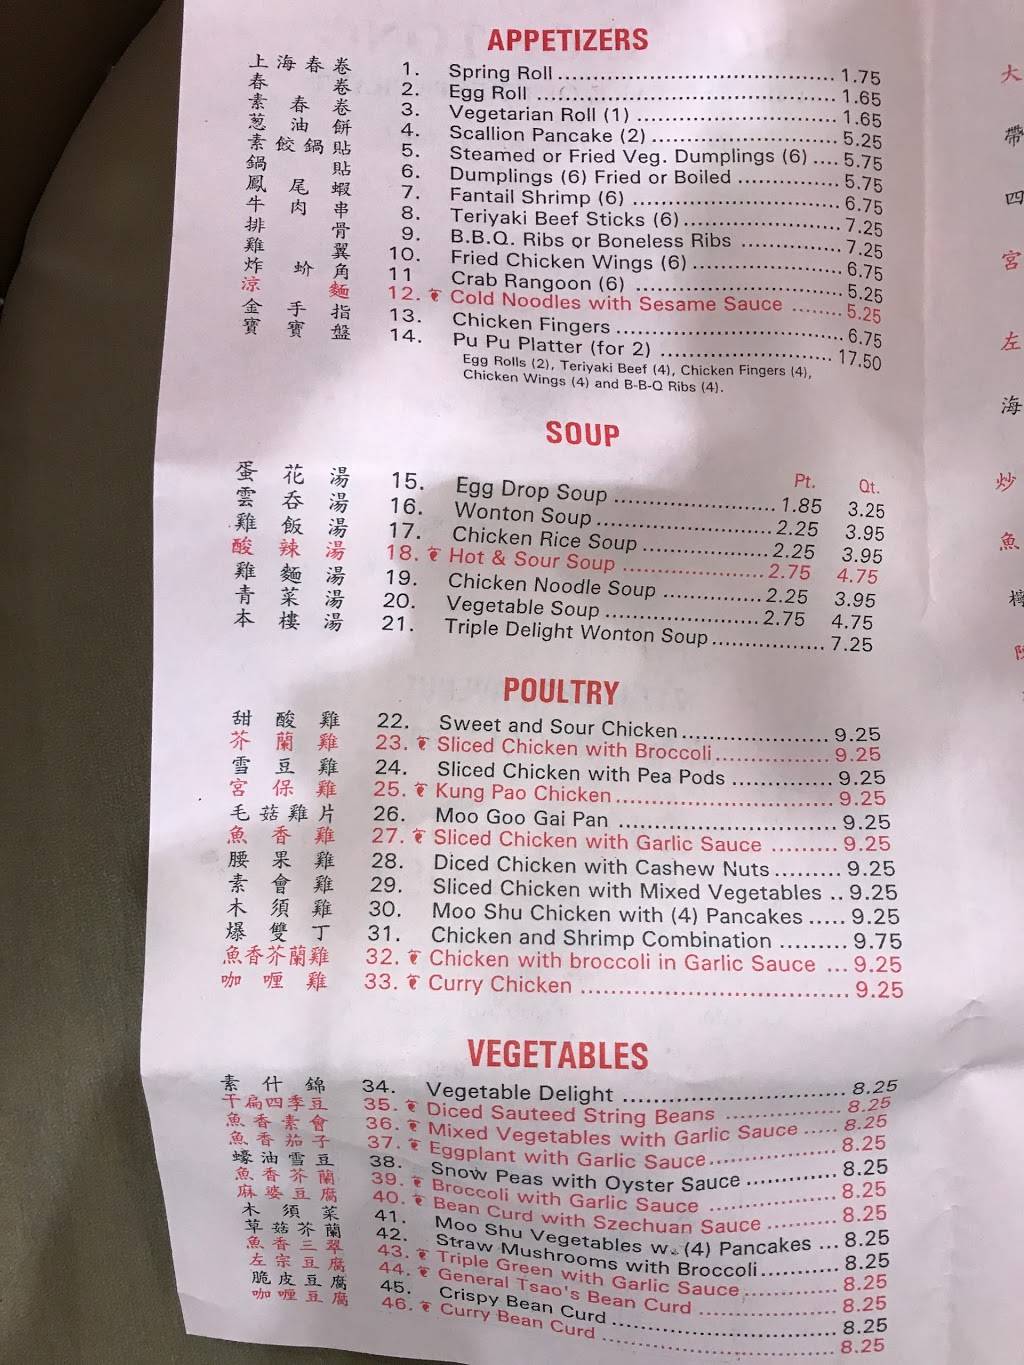 APPETIZERS
上海春卷 1. Spring Roll 1.75
春卷 2. Egg Roll 1.65
素春卷 3. Vegetarian Roll (1) 1.65
葱油餅 4. Scallion Pancake (2) 5.25
素餃鍋貼 5. Steamed or Fried Veg. Dumplings (6) 5.75
鍋貼 6. Dumplings (6) Fried or Boiled 5.75
鳳尾蝦 7. Fantail Shrimp (6) 6.75
牛肉串 8. Teriyaki Beef Sticks (6) 7.25
排骨 9. B.B.Q. Ribs or Boneless Ribs 7.25
雞翼 10. Fried Chicken Wings (6) 6.75
炸蚧角 11 Crab Rangoon (6) 5.25
涼麵 12. Cold Noodles with Sesame Sauce 5.25
金手指 13. Chicken Fingers 6.75
寶寶盤 14. Pu Pu Platter (for 2) 17.50
Egg Rolls (2), Teriyaki Beef (4), Chicken Fingers (4),
Chicken Wings (4) and B-B-Q Ribs (4).
SOUP
Pt. Qt.
蛋花湯 15. Egg Drop Soup 1.85 3.25
雲吞湯 16. Wonton Soup 2.25 3.95
雞飯湯 17. Chicken Rice Soup 2.25 3.95
酸辣湯 18. Hot & Sour Soup 2.75 4.75
雞麵湯 19. Chicken Noodle Soup 2.25 3.95
青菜湯 20. Vegetable Soup 2.75 4.75
本樓湯 21. Triple Delight Wonton Soup 7.25
POULTRY
甜酸雞 22. Sweet and Sour Chicken 9.25
芥蘭雞 23. Sliced Chicken with Broccoli 9.25
雪豆雞 24. Sliced Chicken with Pea Pods 9.25
宮保雞 25. Kung Pao Chicken 9.25
毛菇雞片 26. Moo Goo Gai Pan 9.25
魚香雞 27. Sliced Chicken with Garlic Sauce 9.25
腰果雞 28. Diced Chicken with Cashew Nuts 9.25
素會雞 29. Sliced Chicken with Mixed Vegetables 9.25
木須雞 30. Moo Shu Chicken with (4) Pancakes 9.25
爆雙丁 31. Chicken and Shrimp Combination 9.75
魚香芥蘭雞 32. Chicken with broccoli in Garlic Sauce 9.25
咖喱雞 33. Curry Chicken 9.25
VEGETABLES
素什錦 34. Vegetable Delight 8.25
干扁四季豆 35. Diced Sauteed String Beans 8.25
魚香素會 36. Mixed Vegetables with Garlic Sauce 8.25
魚香茄子 37. Eggplant with Garlic Sauce 8.25
蠔油雪豆 38. Snow Peas with Oyster Sauce 8.25
魚香芥蘭 39. Broccoli with Garlic Sauce 8.25
麻婆豆腐 40. Bean Curd with Szechuan Sauce 8.25
木須菜 41. Moo Shu Vegetables w. (4) Pancakes 8.25
草菇芥蘭 42. Straw Mushrooms with Broccoli 8.25
魚香三翠 43. Triple Green with Garlic Sauce 8.25
左宗豆腐 44. General Tsao's Bean Curd 8.25
脆皮豆腐 45. Crispy Bean Curd 8.25
咖喱豆腐 46. Curry Bean Curd 8.25
大
帶
四
宮
左
海
炒
魚